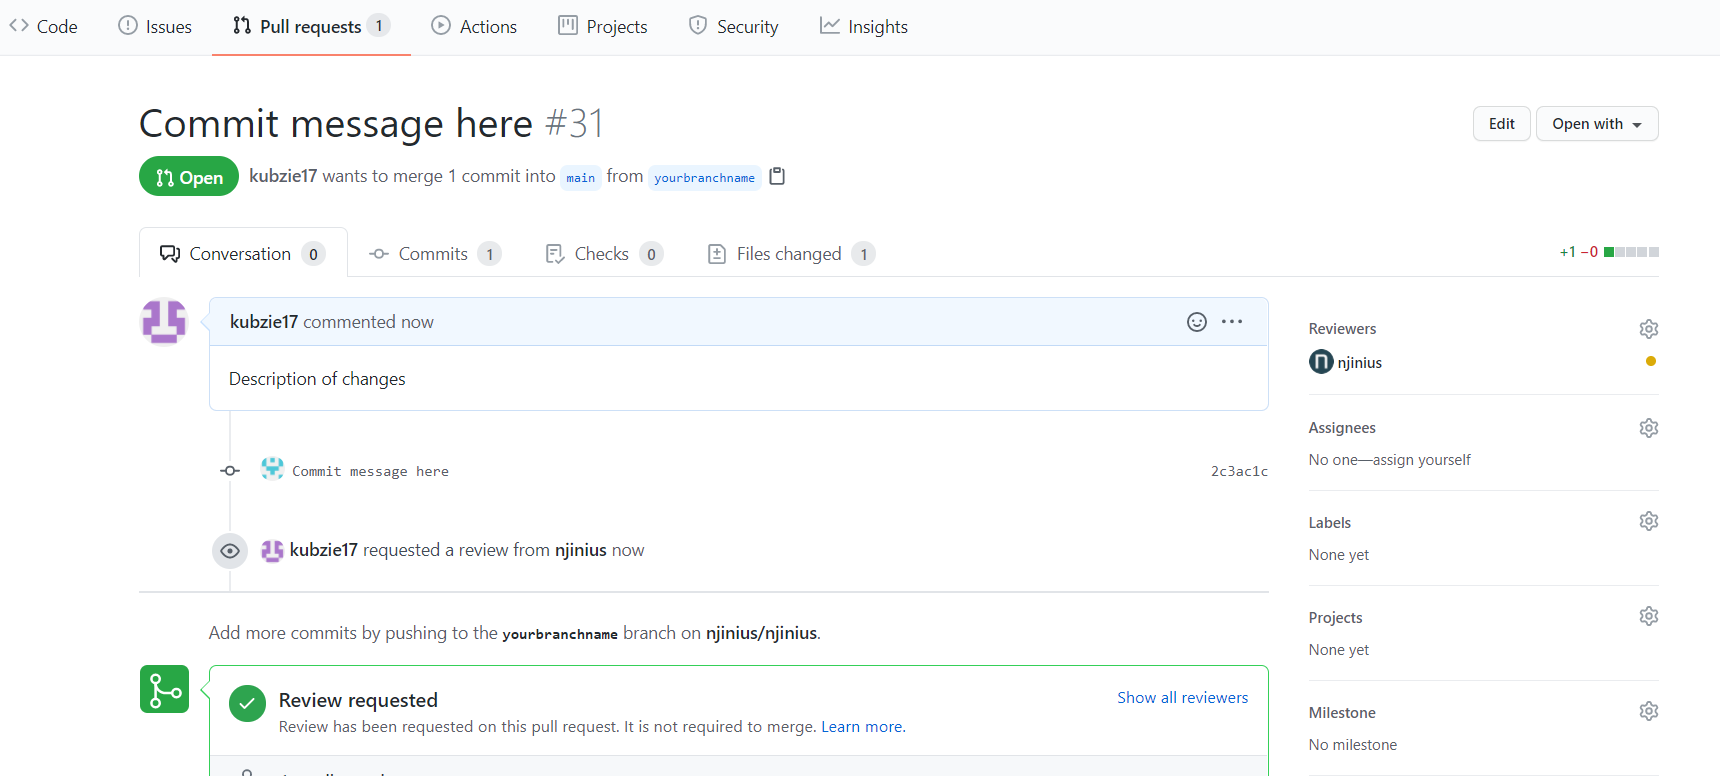 Code Issues Pull requests 1 Actions Projects Security Insights
Commit message here #31
Edit Open with
Open kubzie17 wants to merge 1 commit into main from yourbranchname
Conversation 0 Commits 1 Checks 0 Files changed 1 +1 −0
kubzie17 commented now
Description of changes
Commit message here 2c3ac1c
kubzie17 requested a review from njinius now
Add more commits by pushing to the yourbranchname branch on njinius/njinius.
Review requested
Show all reviewers
Review has been requested on this pull request. It is not required to merge. Learn more.
Reviewers
njinius
Assignees
No one—assign yourself
Labels
None yet
Projects
None yet
Milestone
No milestone